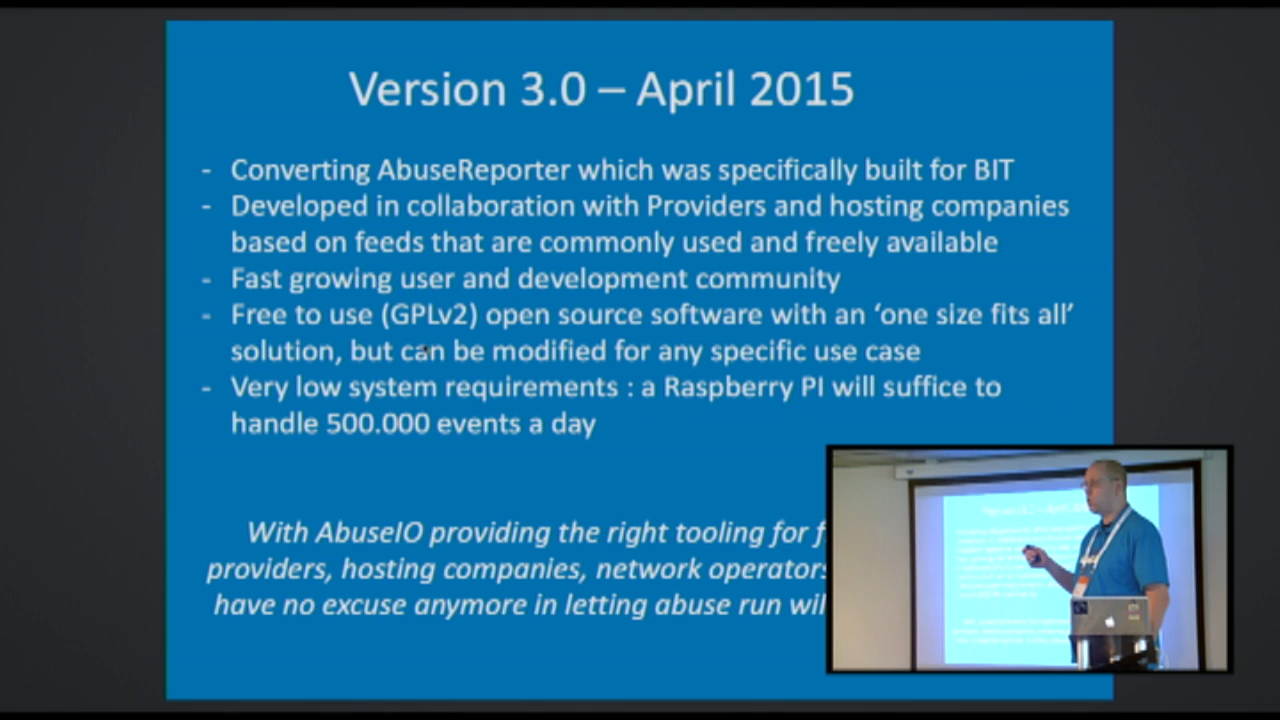 Version 3.0 – April 2015
- Converting AbuseReporter which was specifically built for BIT
- Developed in collaboration with Providers and hosting companies
based on feeds that are commonly used and freely available
- Fast growing user and development community
- Free to use (GPLv2) open source software with an ‘one size fits all’
solution, but can be modified for any specific use case
- Very low system requirements : a Raspberry PI will suffice to
handle 500.000 events a day
With AbuseIO providing the right tooling for
providers, hosting companies, network operators
have no excuse anymore in letting abuse run